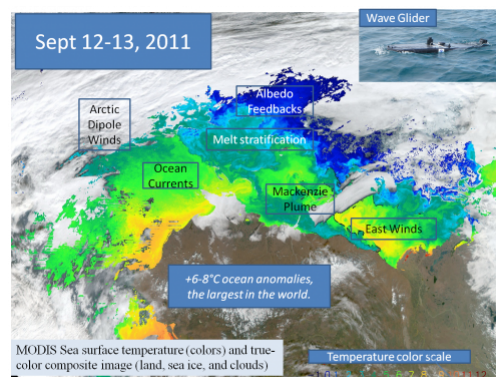 Sept 12-13, 2011
Wave Glider
Arctic
Dipole
Winds
Albedo
Feedbacks
Melt stratification
Ocean
Currents
Mackenzie
Plume
East Winds
+6-8°C ocean anomalies,
the largest in the world.
MODIS Sea surface temperature (colors) and true-
color composite image (land, sea ice, and clouds)
Temperature color scale